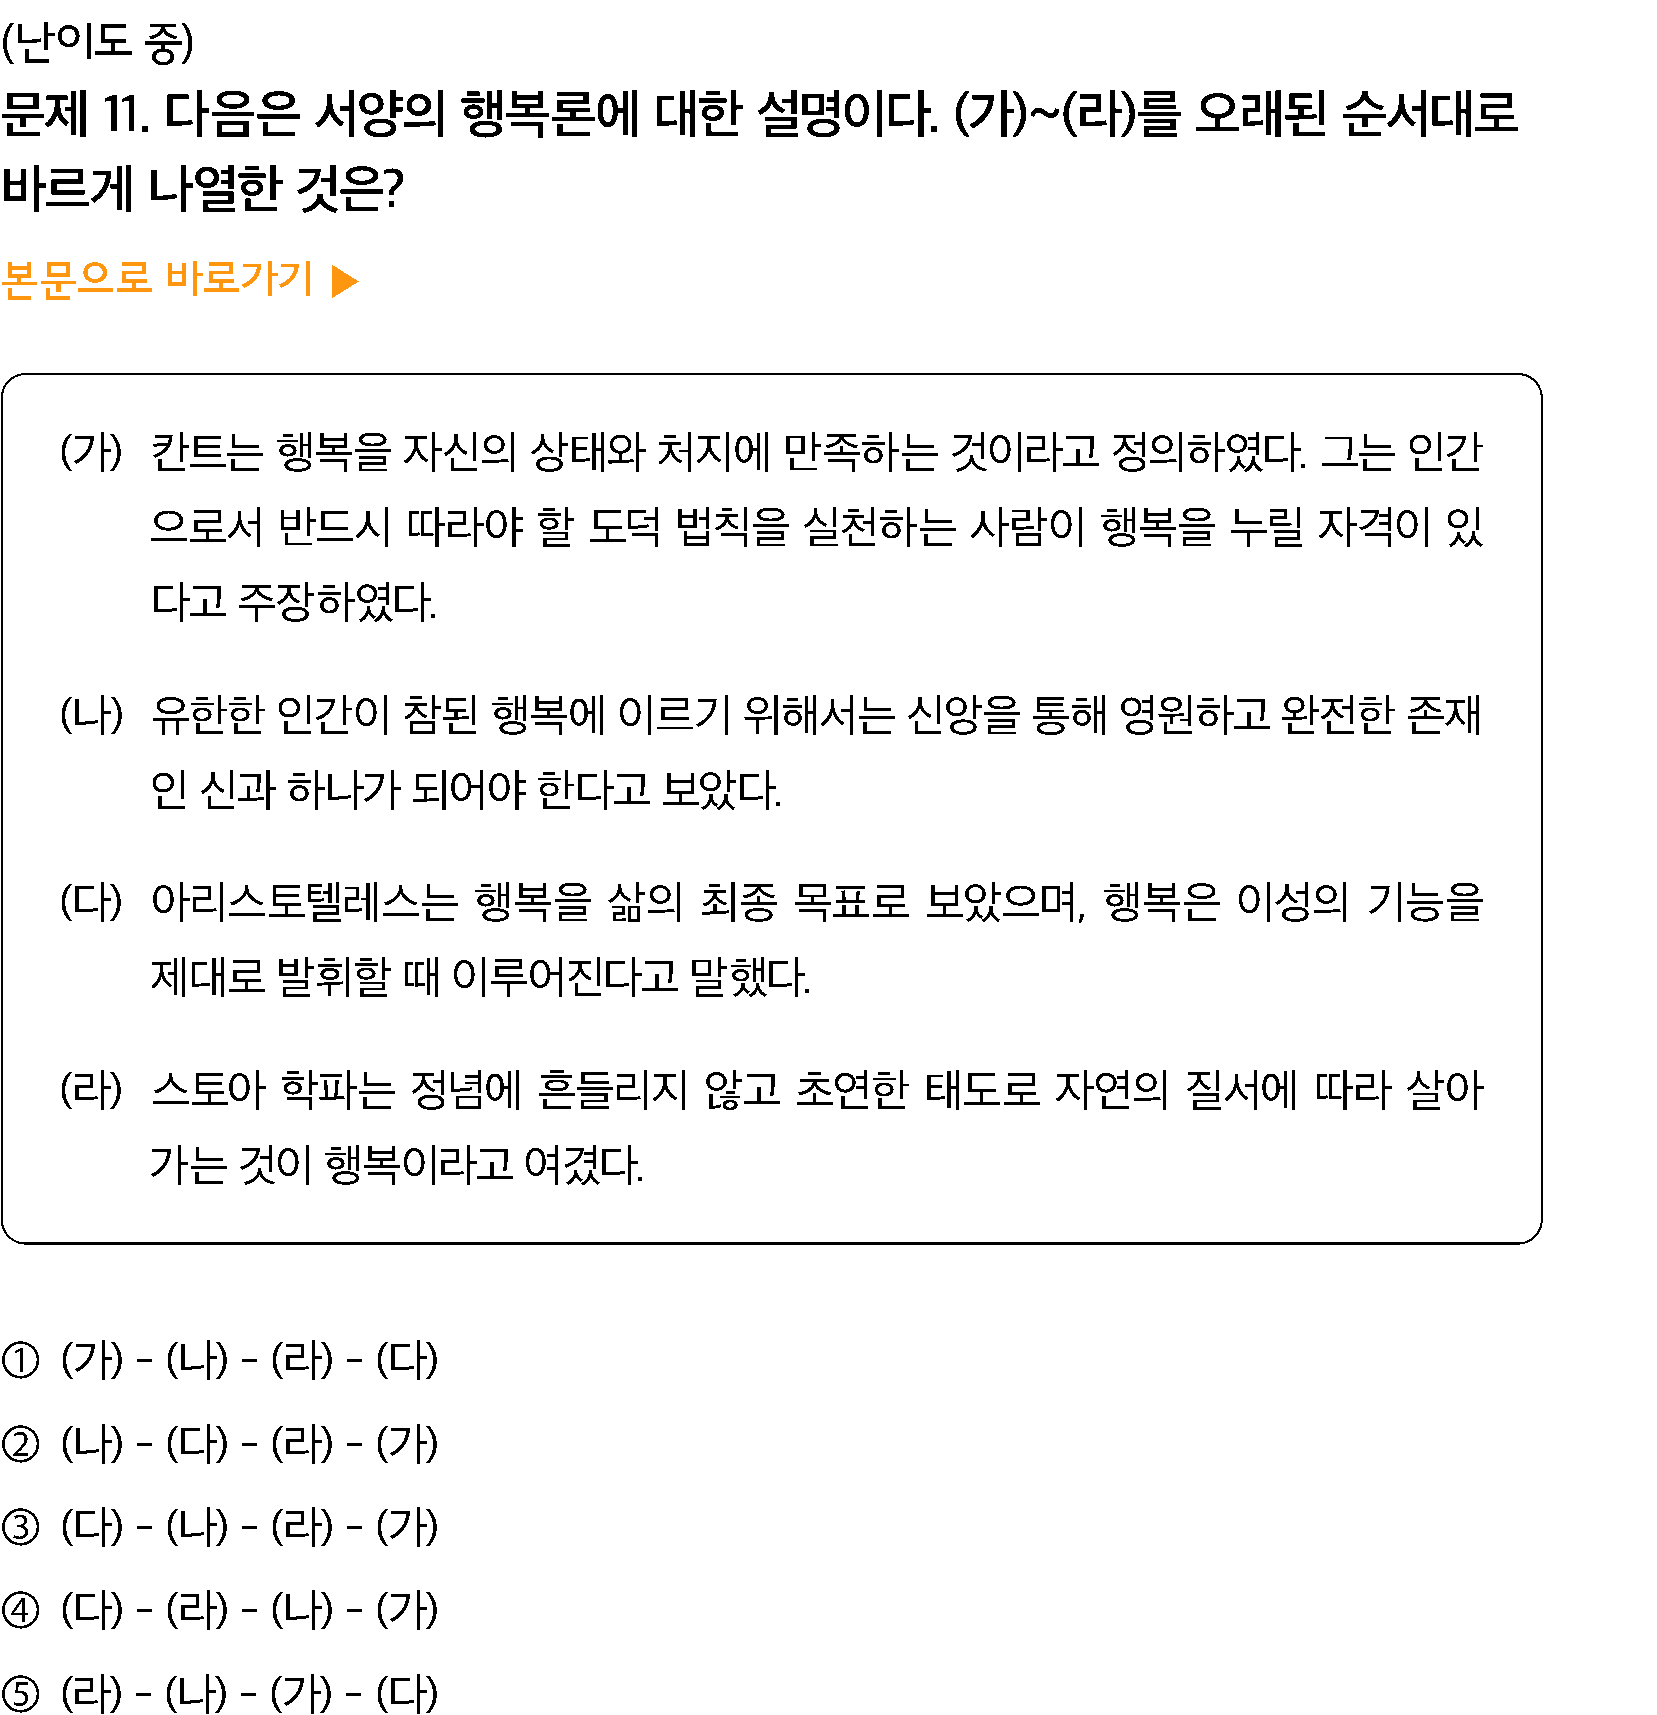 (난이도 중)
문제 11. 다음은 서양의 행복론에 대한 설명이다. (가)~(라)를 오래된 순서대로
바르게 나열한 것은?
본문으로 바로가기 ▶
(가) 칸트는 행복을 자신의 상태와 처지에 만족하는 것이라고 정의하였다. 그는 인간
으로서 반드시 따라야 할 도덕 법칙을 실천하는 사람이 행복을 누릴 자격이 있
다고 주장하였다.
(나) 유한한 인간이 참된 행복에 이르기 위해서는 신앙을 통해 영원하고 완전한 존재
인 신과 하나가 되어야 한다고 보았다.
(다) 아리스토텔레스는 행복을 삶의 최종 목표로 보았으며, 행복은 이성의 기능을
제대로 발휘할 때 이루어진다고 말했다.
(라) 스토아 학파는 정념에 흔들리지 않고 초연한 태도로 자연의 질서에 따라 살아
가는 것이 행복이라고 여겼다.
① (가) - (나) - (라) - (다)
② (나) - (다) - (라) - (가)
③ (다) - (나) - (라) - (가)
④ (다) - (라) - (나) - (가)
⑤ (라) - (나) - (가) - (다)